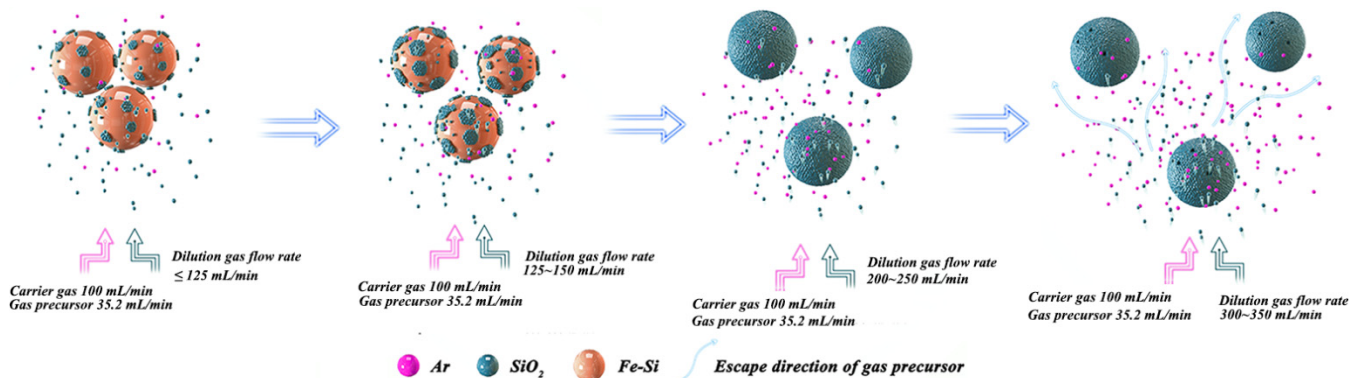 Dilution gas flow rate
≤ 125 mL/min
Carrier gas 100 mL/min
Gas precursor 35.2 mL/min
Dilution gas flow rate
125~150 mL/min
Carrier gas 100 mL/min
Gas precursor 35.2 mL/min
Dilution gas flow rate
200~250 mL/min
Carrier gas 100 mL/min
Gas precursor 35.2 mL/min
Carrier gas 100 mL/min
Gas precursor 35.2 mL/min
Dilution gas flow rate
300~350 mL/min
Ar SiO₂ Fe-Si Escape direction of gas precursor